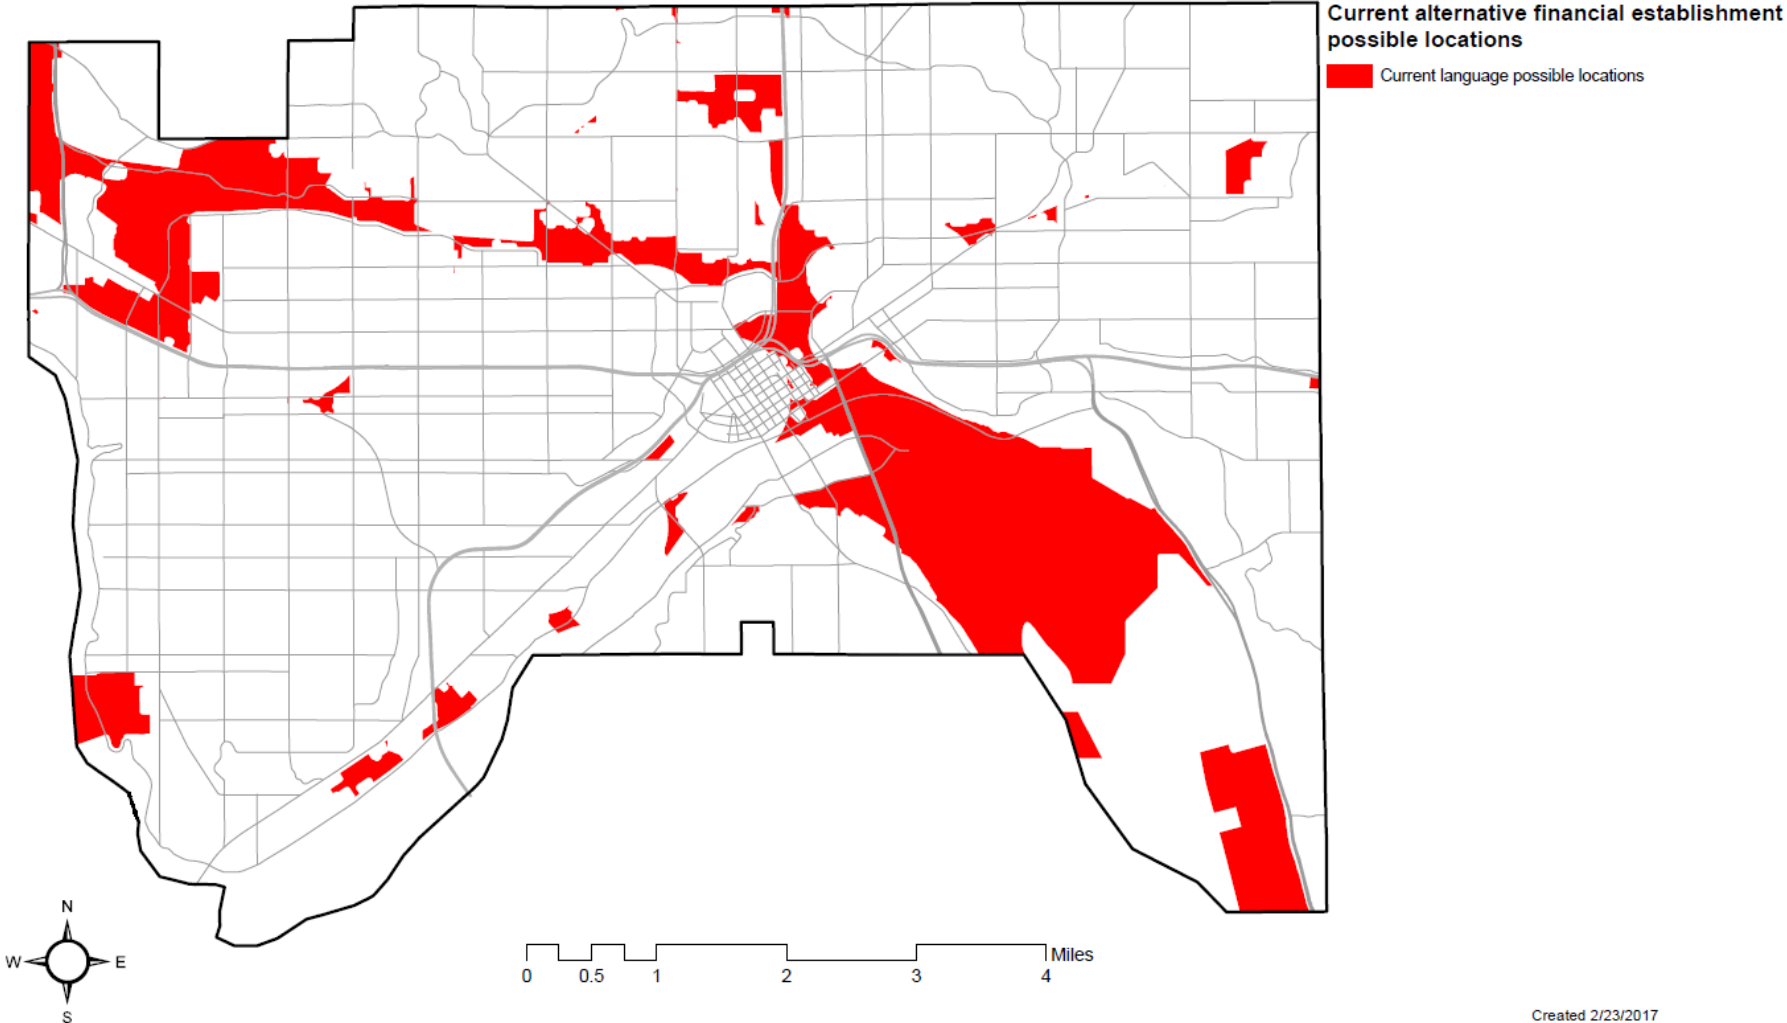 Current alternative financial establishment
possible locations
Current language possible locations
N
W E
S
0 0.5 1 2 3 4 Miles
Created 2/23/2017